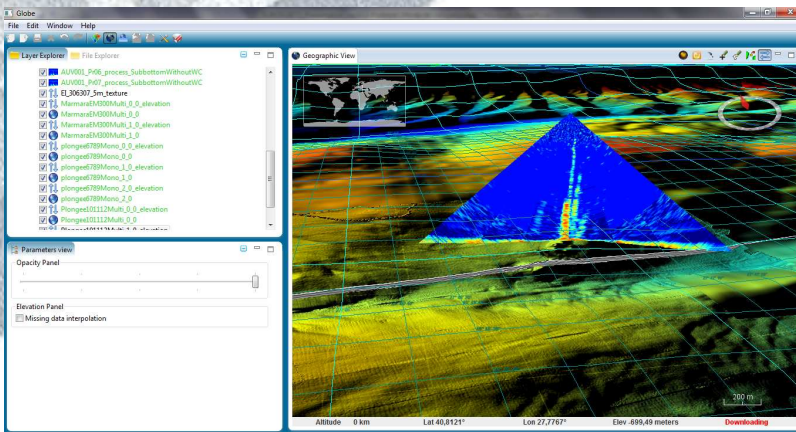 Globe
File Edit Window Help
Layer Explorer File Explorer
AUV001_Pr06_process_SubbottomWithoutWC
AUV001_Pr07_process_SubbottomWithoutWC
EI_306307_5m_texture
MarmaraEM300Multi_0_0_elevation
MarmaraEM300Multi_0_0
MarmaraEM300Multi_1_0_elevation
MarmaraEM300Multi_1_0
plongee6789Mono_1_0_elevation
plongee6789Mono_0_0
plongee6789Mono_1_0_elevation
plongee6789Mono_1_0
plongee6789Mono_2_0_elevation
plongee6789Mono_2_0
Plongee101112Multi_0_0_elevation
Plongee101112Multi_0_0
Plongee101112Multi_1_0_elevation
Parameters view
Opacity Panel
Elevation Panel
Missing data interpolation
Geographic View
200 m
Altitude 0 km Lat 40,8121° Lon 27,7767° Elev -699,49 meters Downloading